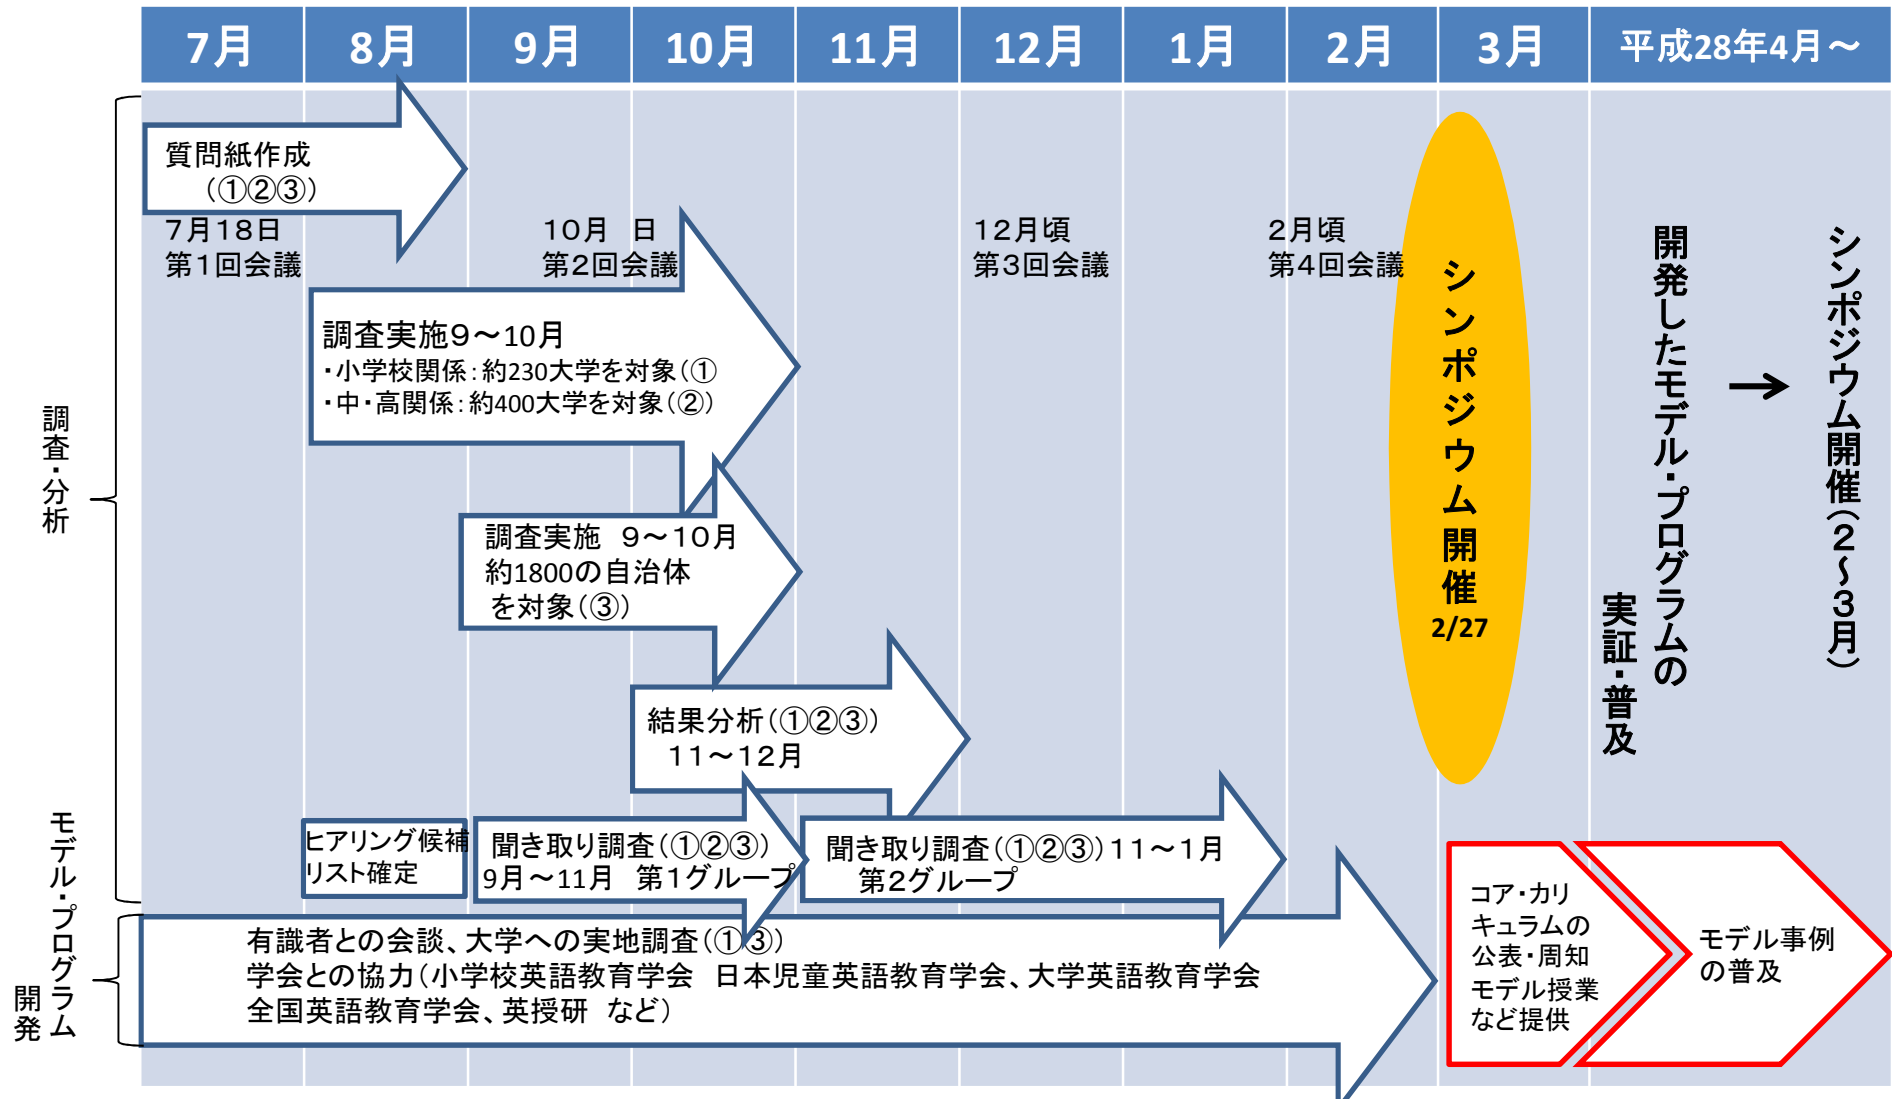 7月
8月
9月
10月
11月
12月
1月
2月
3月
平成28年4月～
調査・分析
質問紙作成
（①②③）
７月１８日
第１回会議
１０月　日
第２回会議
１２月頃
第３回会議
２月頃
第４回会議
調査実施９～10月
・小学校関係：約230大学を対象（①
・中・高関係：約400大学を対象（②）
調査実施　９～１０月
約1800の自治体
を対象（③）
結果分析（①②③）
１１～１２月
ヒアリング候補
リスト確定
聞き取り調査（①②③）
9月～11月　第１グループ
聞き取り調査（①②③）１１～１月
第２グループ
シンポジウム開催
2/27
開発したモデル・プログラムの
実証・普及
→
シンポジウム開催（２～３月）
モデル・プログラム
開発
有識者との会談、大学への実地調査（①③）
学会との協力（小学校英語教育学会　日本児童英語教育学会、大学英語教育学会
全国英語教育学会、英授研　など）
コア・カリ
キュラムの
公表・周知
モデル授業
など提供
モデル事例
の普及